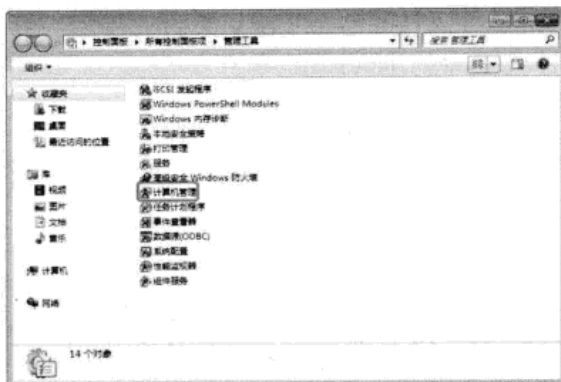 控制面板 ▸ 所有控制面板项 ▸ 管理工具
搜索 管理工具
组织
收藏夹
下载
桌面
最近访问的位置
库
视频
图片
文档
音乐
计算机
网络
iSCSI 发起程序
Windows PowerShell Modules
Windows 内存诊断
本地安全策略
打印管理
服务
高级安全 Windows 防火墙
计算机管理
任务计划程序
事件查看器
数据源(ODBC)
系统配置
性能监视器
组件服务
14 个对象